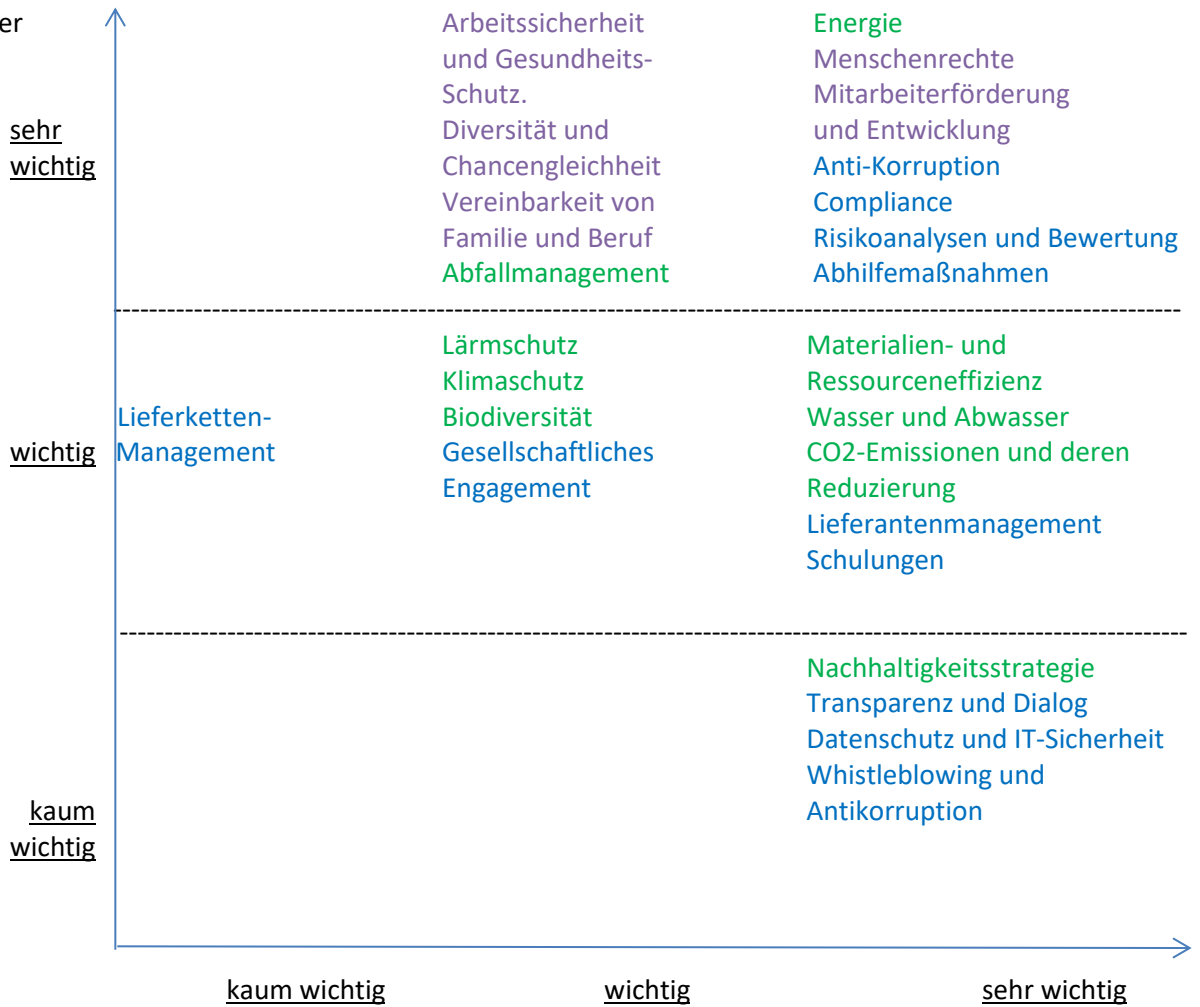 er
sehr
wichtig
Arbeitssicherheit
und Gesundheits-
Schutz.
Diversität und
Chancengleichheit
Vereinbarkeit von
Familie und Beruf
Abfallmanagement
Energie
Menschenrechte
Mitarbeiterförderung
und Entwicklung
Anti-Korruption
Compliance
Risikoanalysen und Bewertung
Abhilfemaßnahmen
wichtig
Lieferketten-
Management
Lärmschutz
Klimaschutz
Biodiversität
Gesellschaftliches
Engagement
Materialien- und
Ressourceneffizienz
Wasser und Abwasser
CO2-Emissionen und deren
Reduzierung
Lieferantenmanagement
Schulungen
kaum
wichtig
Nachhaltigkeitsstrategie
Transparenz und Dialog
Datenschutz und IT-Sicherheit
Whistleblowing und
Antikorruption
kaum wichtig
wichtig
sehr wichtig